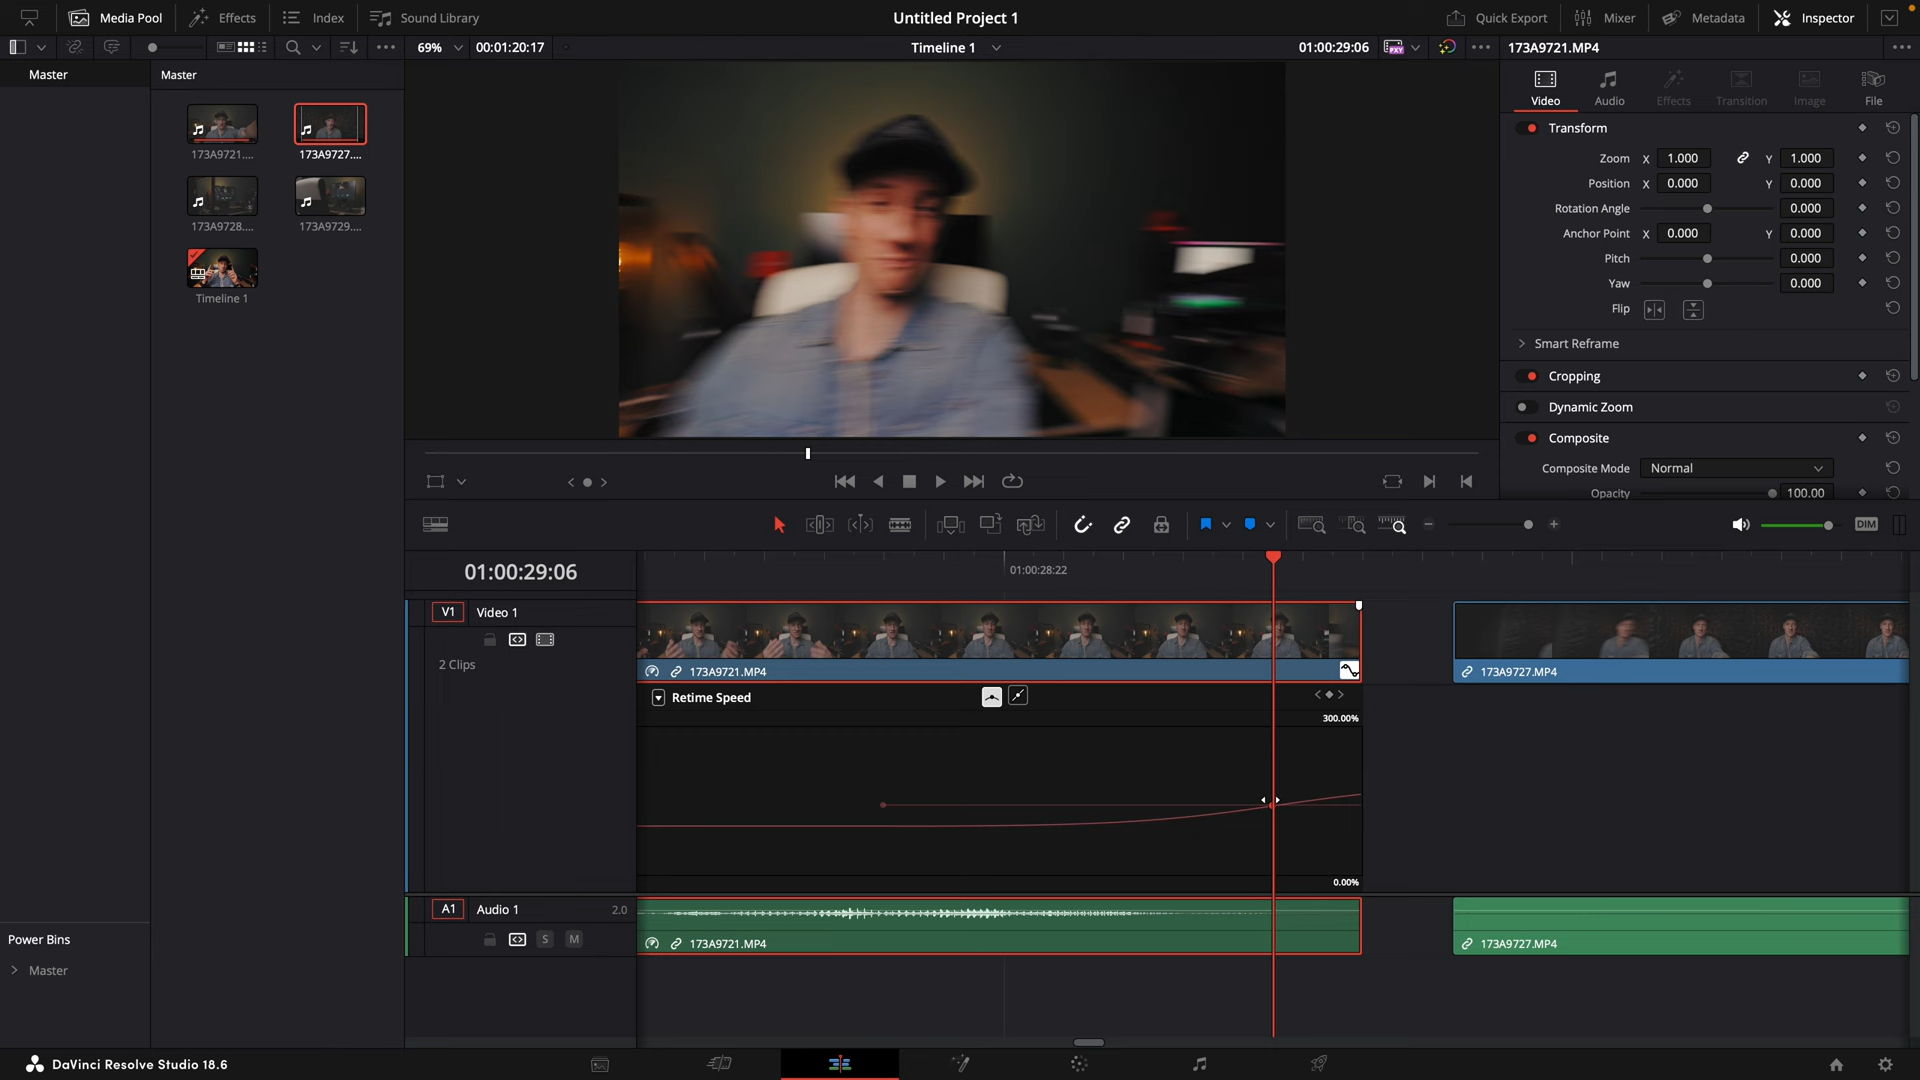 Media Pool
Effects
Index
Sound Library
Untitled Project 1
Quick Export
Mixer
Metadata
Inspector
69%
00:01:20:17
Timeline 1
01:00:29:06
PXY
173A9721.MP4
Master
Master
Video
Audio
Effects
Transition
Image
File
173A9721....
173A9727....
173A9728....
173A9729....
Timeline 1
Transform
Zoom X 1.000 Y 1.000
Position X 0.000 Y 0.000
Rotation Angle 0.000
Anchor Point X 0.000 Y 0.000
Pitch 0.000
Yaw 0.000
Flip
Smart Reframe
Cropping
Dynamic Zoom
Composite
Composite Mode Normal
Opacity 100.00
DIM
01:00:29:06
01:00:28:22
V1 Video 1
2 Clips
173A9721.MP4
173A9727.MP4
Retime Speed
300.00%
0.00%
A1 Audio 1 2.0
S M
173A9721.MP4
173A9727.MP4
Power Bins
Master
DaVinci Resolve Studio 18.6